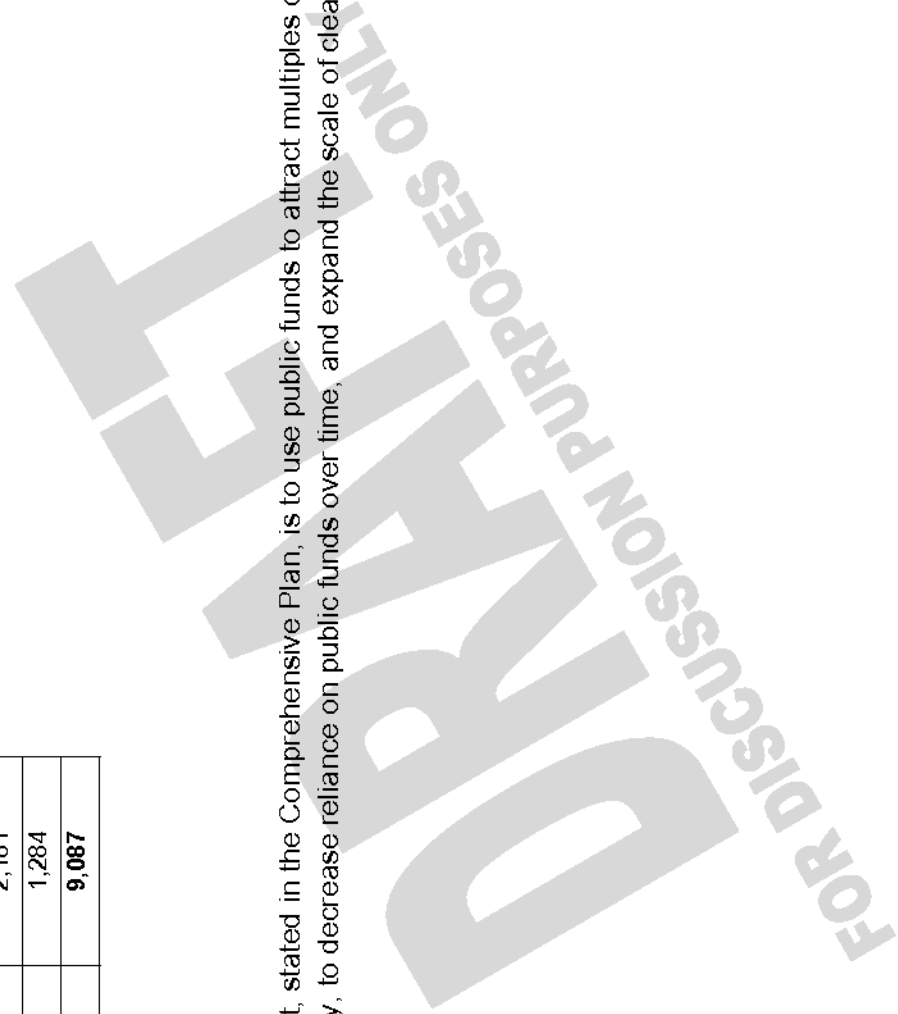 1,284
9,087
, stated in the Comprehensive Plan, is to use public funds to attract multiples
, to decrease reliance on public funds over time, and expand the scale of
DRAFT
FOR DISCUSSION PURPOSES ONLY